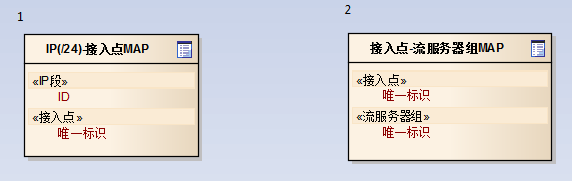 1
IP(/24)-接入点MAP
«IP段»
ID
«接入点»
唯一标识
2
接入点-流服务器组MAP
«接入点»
唯一标识
«流服务器组»
唯一标识